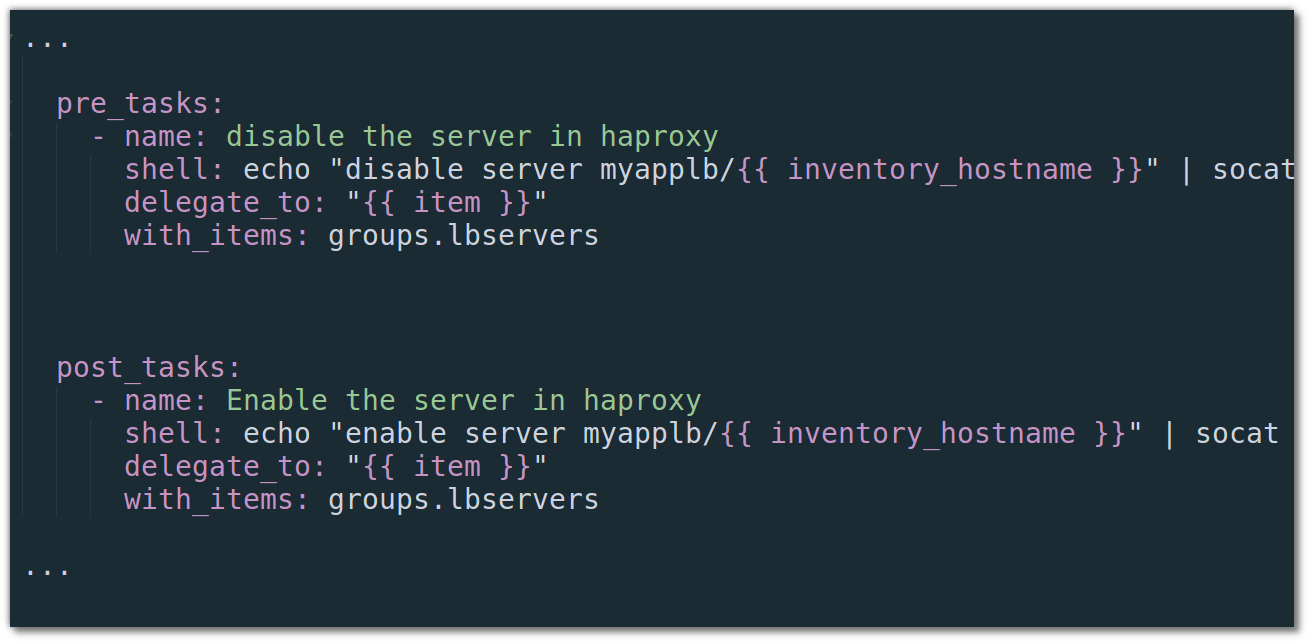 ...
pre_tasks:
- name: disable the server in haproxy
shell: echo "disable server myapplb/{{ inventory_hostname }}" | socat
delegate_to: "{{ item }}"
with_items: groups.lbservers
post_tasks:
- name: Enable the server in haproxy
shell: echo "enable server myapplb/{{ inventory_hostname }}" | socat
delegate_to: "{{ item }}"
with_items: groups.lbservers
...